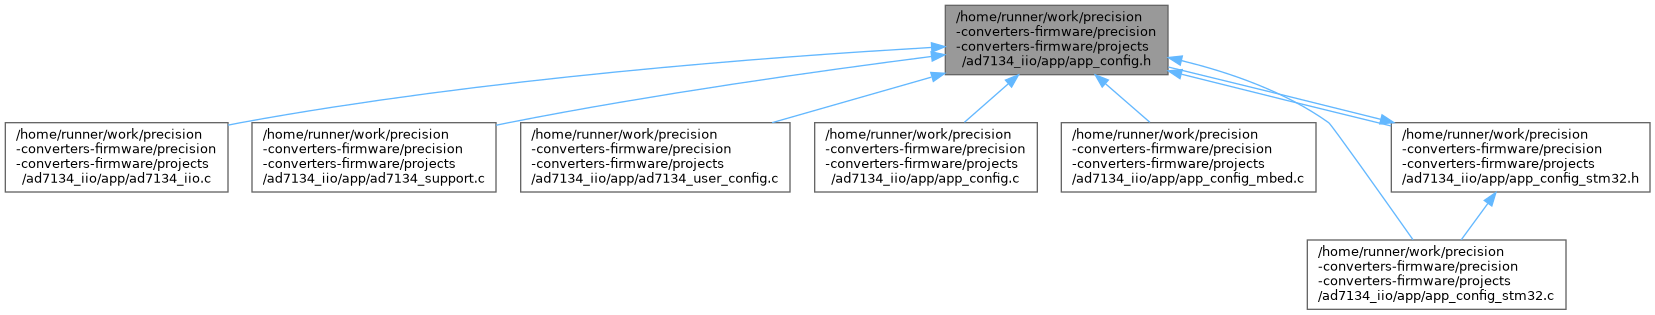 /home/runner/work/precision
-converters-firmware/precision
-converters-firmware/projects
/ad7134_iio/app/app_config.h
/home/runner/work/precision
-converters-firmware/precision
-converters-firmware/projects
/ad7134_iio/app/ad7134_iio.c
/home/runner/work/precision
-converters-firmware/precision
-converters-firmware/projects
/ad7134_iio/app/ad7134_support.c
/home/runner/work/precision
-converters-firmware/precision
-converters-firmware/projects
/ad7134_iio/app/ad7134_user_config.c
/home/runner/work/precision
-converters-firmware/precision
-converters-firmware/projects
/ad7134_iio/app/app_config.c
/home/runner/work/precision
-converters-firmware/precision
-converters-firmware/projects
/ad7134_iio/app/app_config_mbed.c
/home/runner/work/precision
-converters-firmware/precision
-converters-firmware/projects
/ad7134_iio/app/app_config_stm32.h
/home/runner/work/precision
-converters-firmware/precision
-converters-firmware/projects
/ad7134_iio/app/app_config_stm32.c